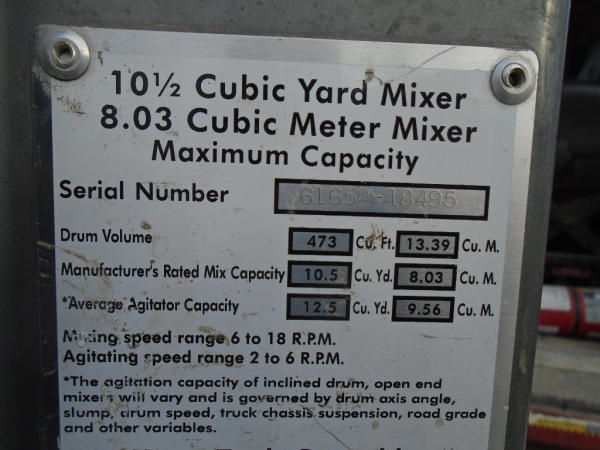 10½ Cubic Yard Mixer
8.03 Cubic Meter Mixer
Maximum Capacity
Serial Number 61652-18495
Drum Volume 473 Cu. Ft. 13.39 Cu. M.
Manufacturer's Rated Mix Capacity 10.5 Cu. Yd. 8.03 Cu. M.
*Average Agitator Capacity 12.5 Cu. Yd. 9.56 Cu. M.
Mixing speed range 6 to 18 R.P.M.
Agitating speed range 2 to 6 R.P.M.
*The agitation capacity of inclined drum, open end
mixers will vary and is governed by drum axis angle,
slump, drum speed, truck chassis suspension, road grade
and other variables.